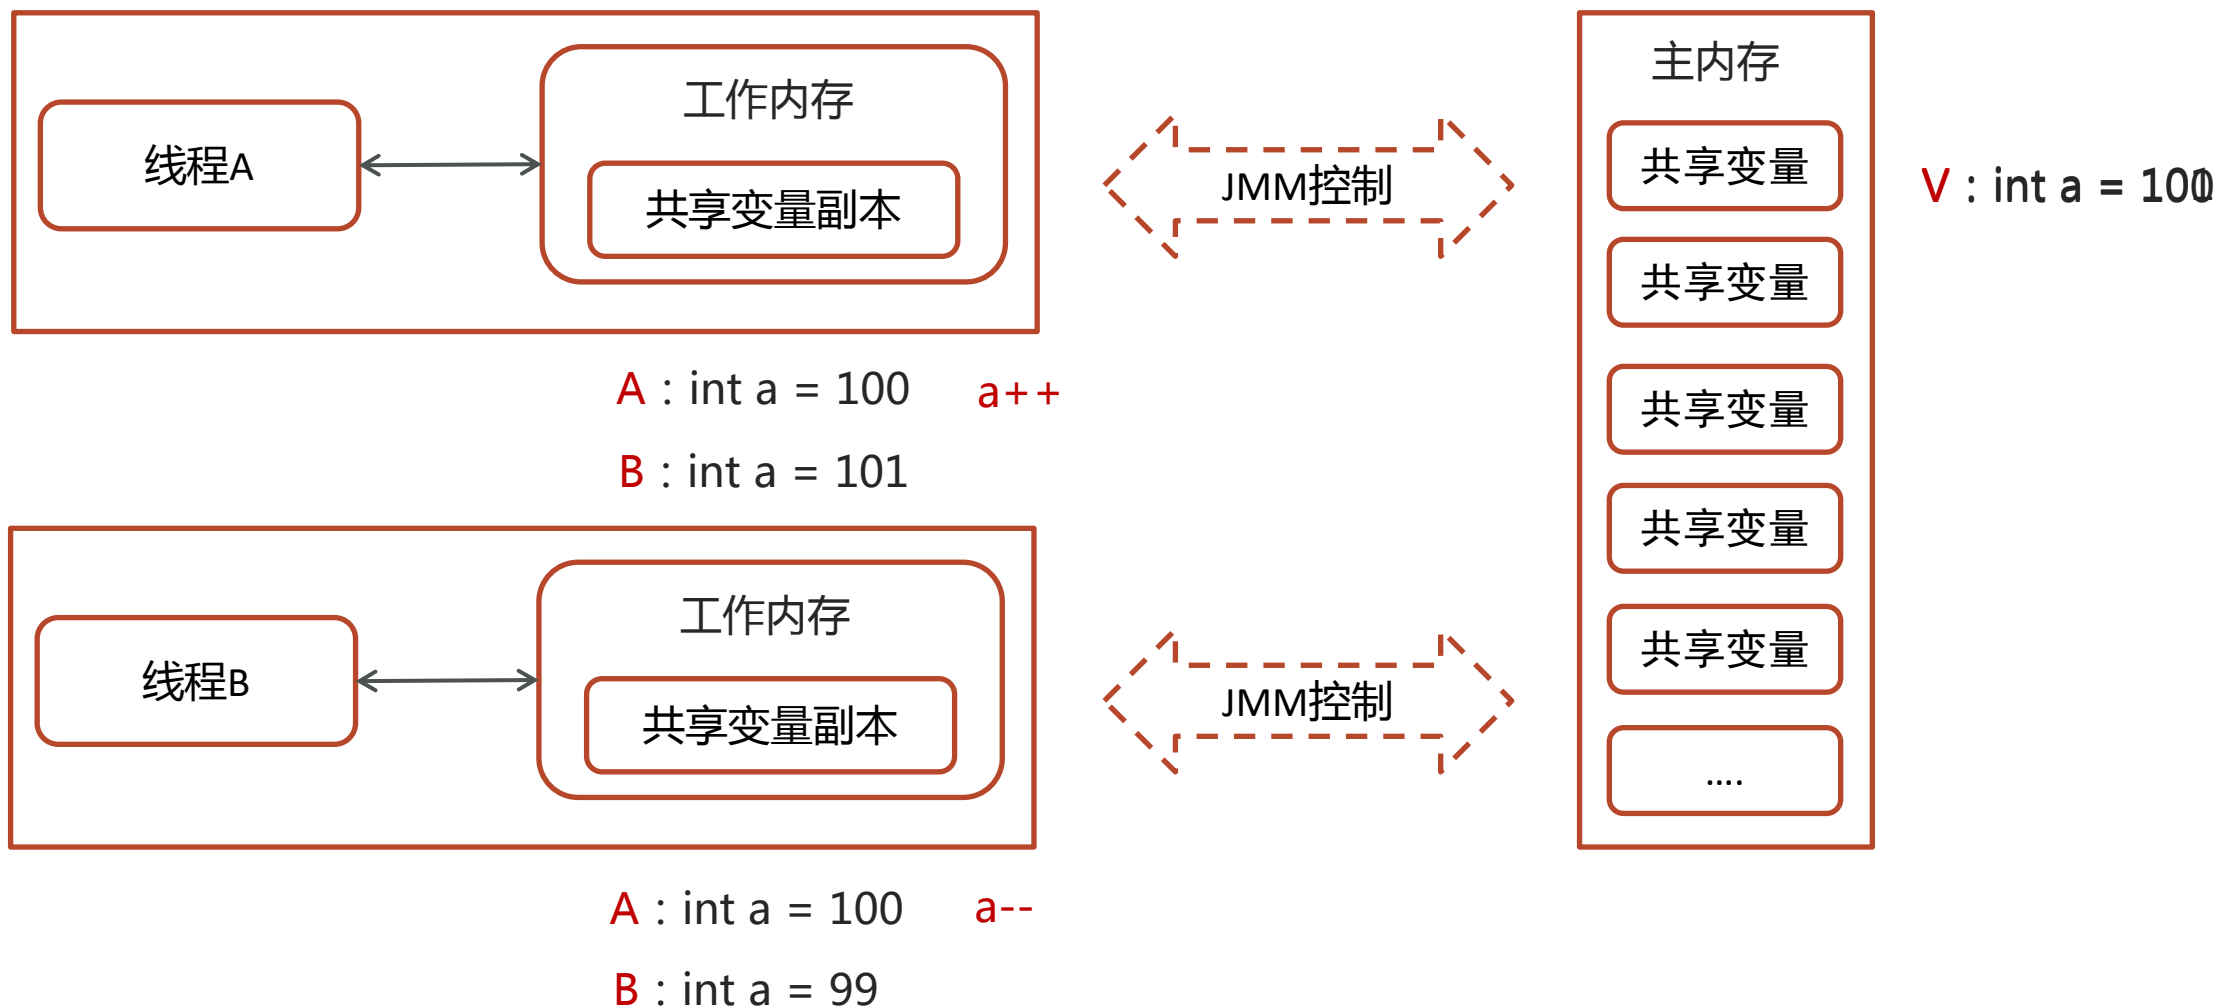 工作内存
线程A
共享变量副本
A：int a = 100
a++
B：int a = 101
工作内存
线程B
共享变量副本
A：int a = 100
a--
B：int a = 99
JMM控制
JMM控制
主内存
共享变量
共享变量
共享变量
共享变量
共享变量
....
V：int a =